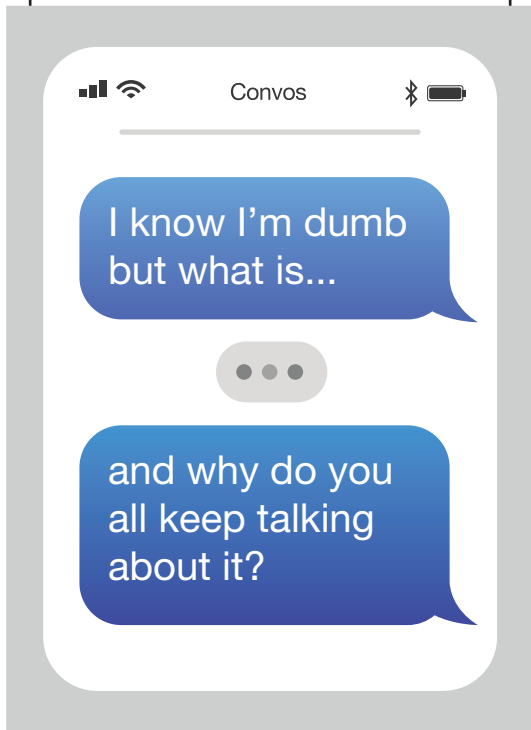 Convos
I know I’m dumb
but what is...
and why do you
all keep talking
about it?